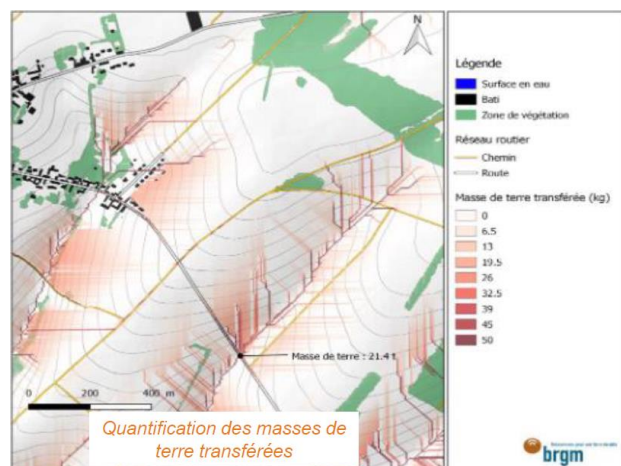 N
Masse de terre : 21.4 t
0 200 400 m
Quantification des masses de
terre transférées
Légende
Surface en eau
Bati
Zone de végétation
Réseau routier
Chemin
Route
Masse de terre transférée (kg)
0
6.5
13
19.5
26
32.5
39
45
50
brgm